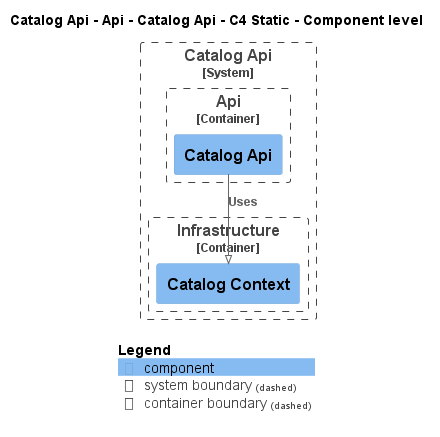 Catalog Api - Api - Catalog Api - C4 Static - Component level
Catalog Api
[System]
Api
[Container]
Catalog Api
Uses
Infrastructure
[Container]
Catalog Context
Legend
component
system boundary (dashed)
container boundary (dashed)